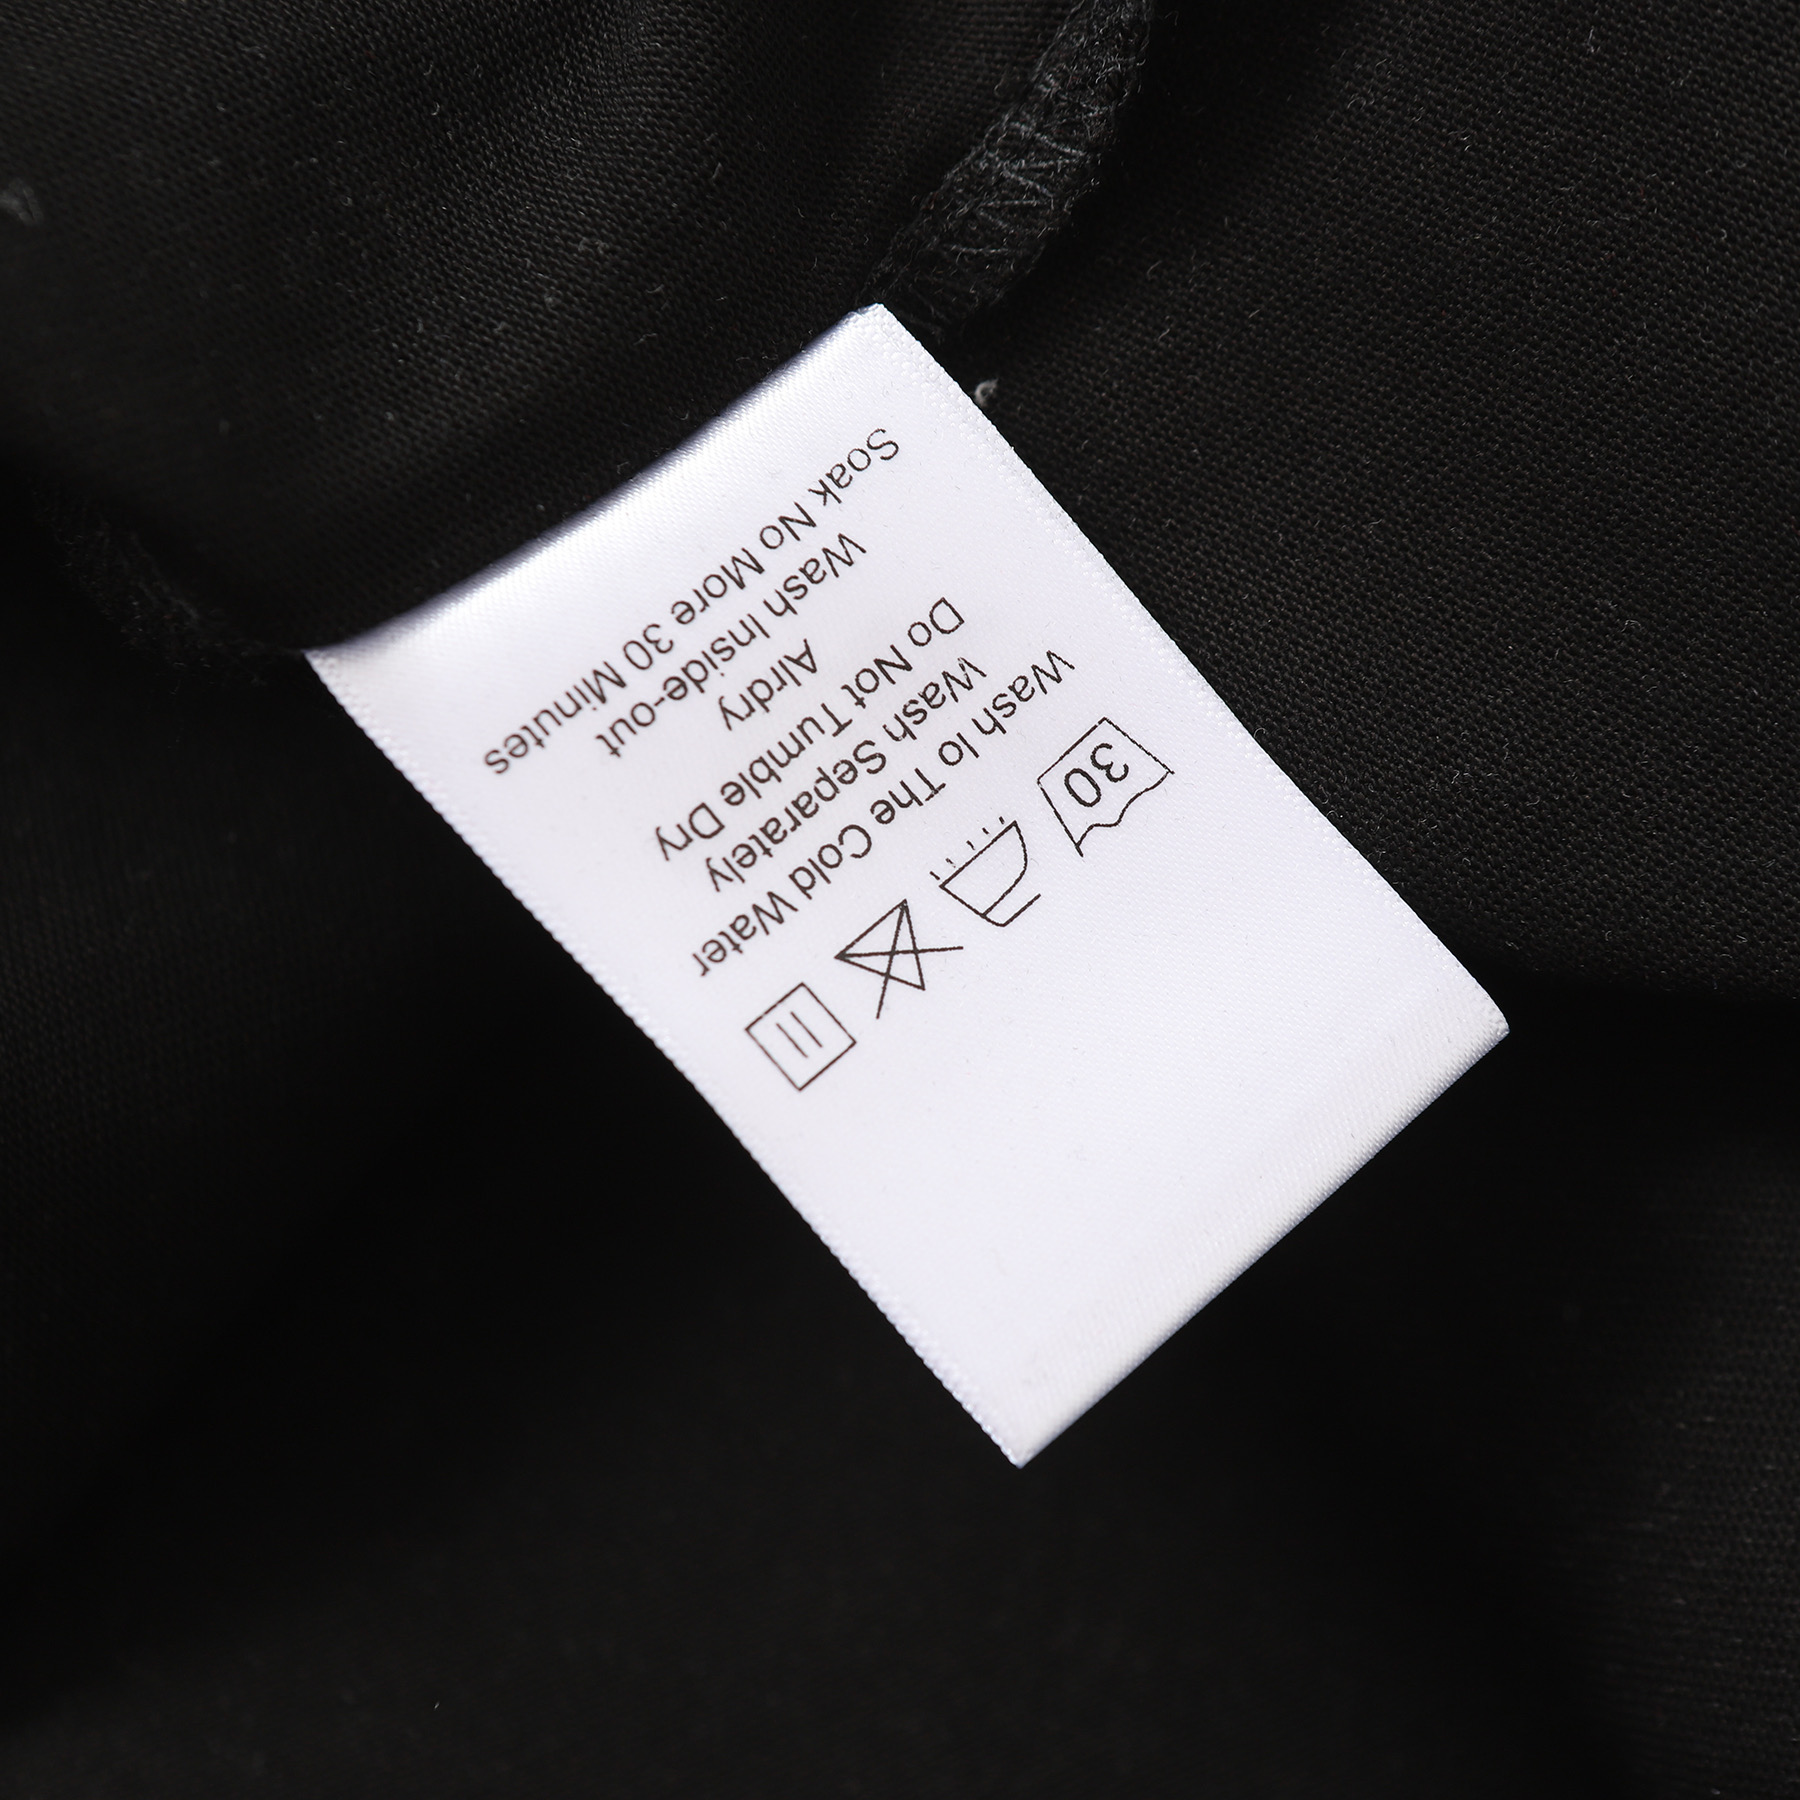 30
Wash Io The Cold Water
Wash Separately
Do Not Tumble Dry
AIrdry
Wash Inside-out
Soak No More 30 Minutes